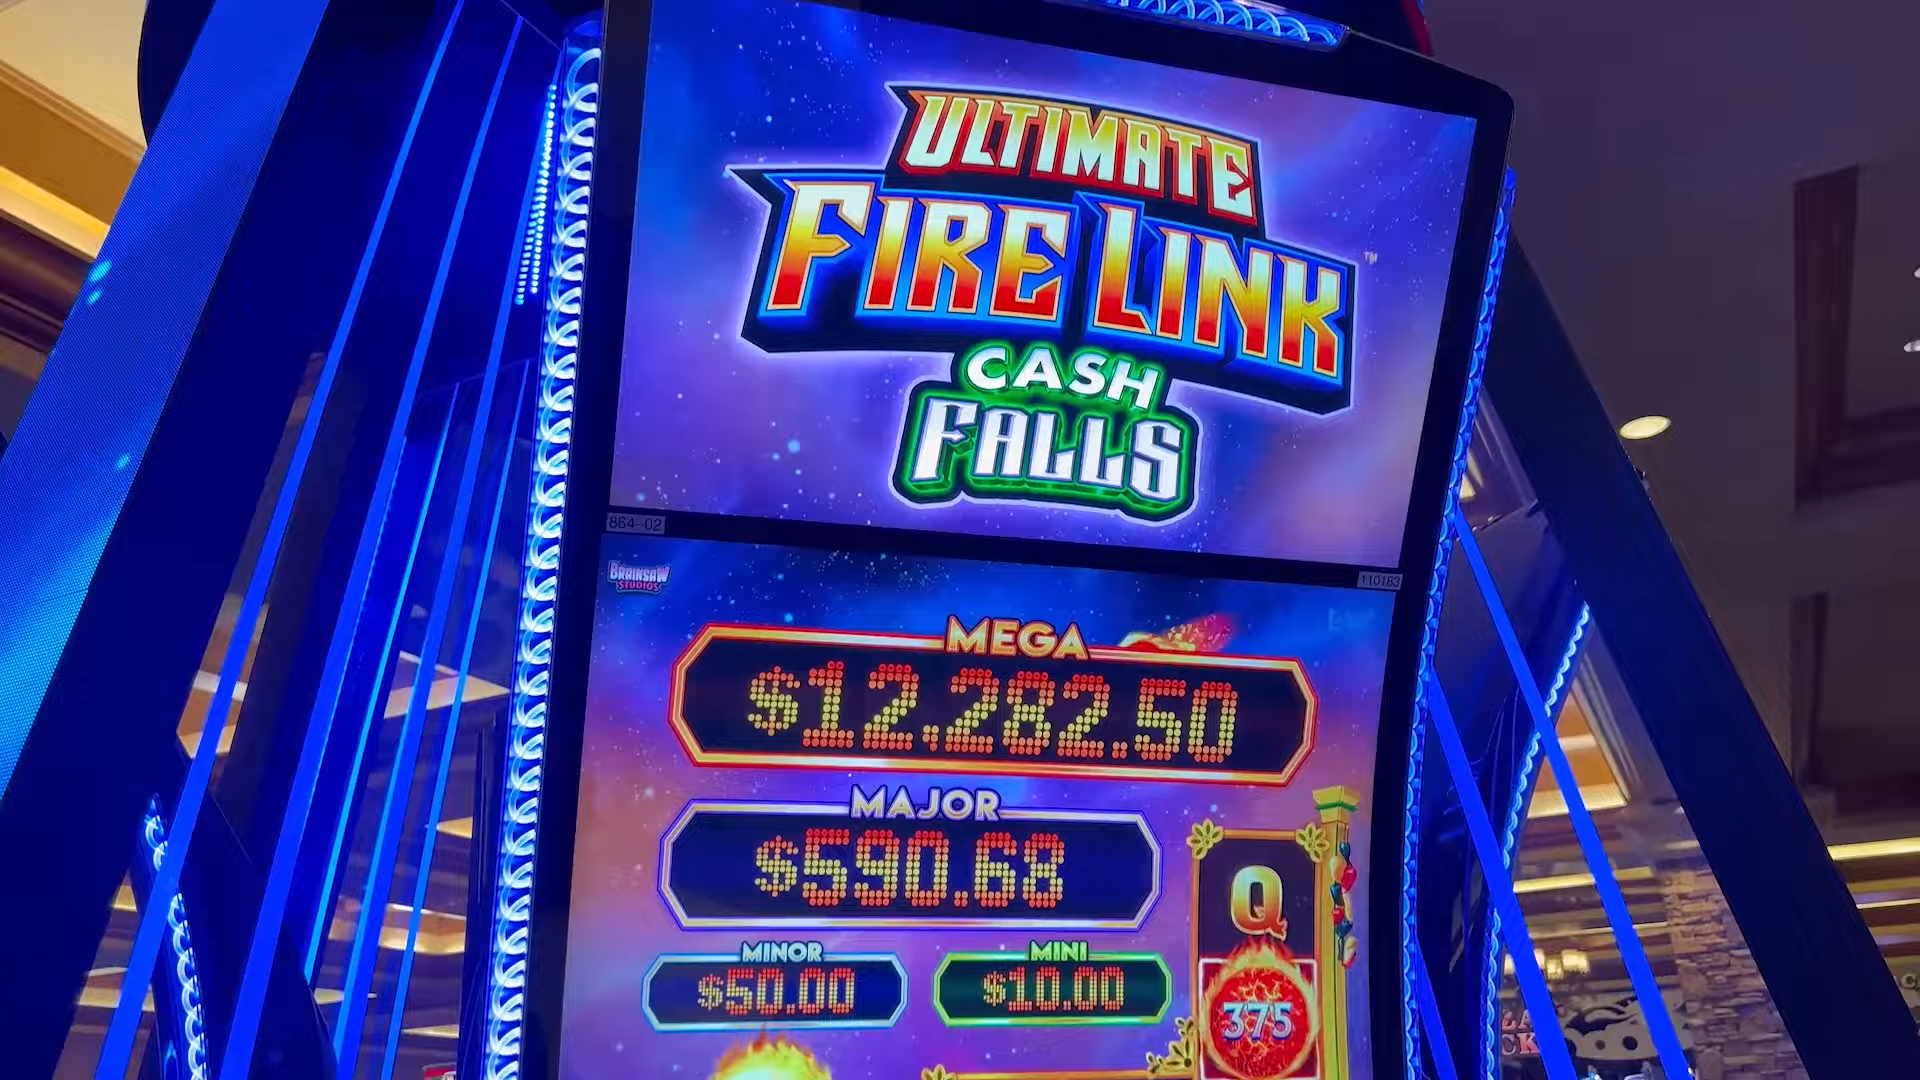 ULTIMATE
FIRE LINK
™
CASH
FALLS
864-02
BRAINSAW
STUDIOS
110183
MEGA
$12,282.50
MAJOR
$590.68
MINOR
$50.00
MINI
$10.00
Q
375